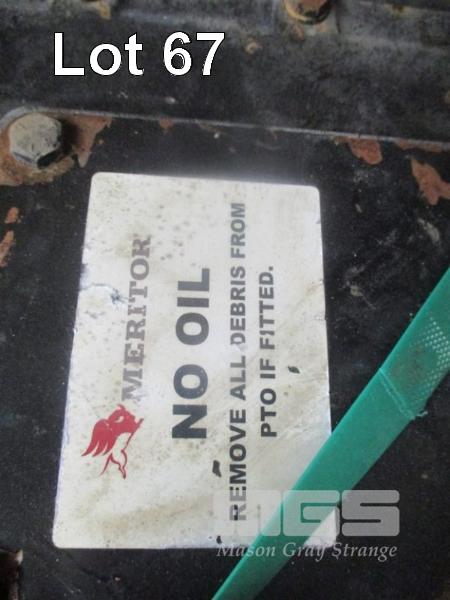 Lot 67
MERITOR
NO OIL
REMOVE ALL DEBRIS FROM
PTO IF FITTED.
MGS
Mason Gray Strange